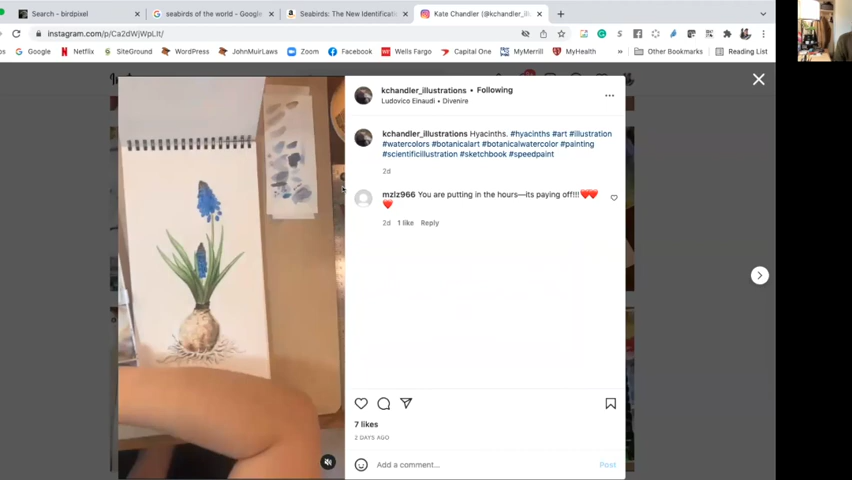 Search - birdpixel
seabirds of the world - Google
Seabirds: The New Identificati
Kate Chandler (@kchandler_ill
instagram.com/p/Ca2dWjWpLlt/
Google
Netflix
SiteGround
WordPress
JohnMuirLaws
Zoom
Facebook
Wells Fargo
Capital One
MyMerrill
MyHealth
Other Bookmarks
Reading List
kchandler_illustrations • Following
Ludovico Einaudi • Divenire
kchandler_illustrations Hyacinths. #hyacinths #art #illustration
#watercolors #botanicalart #botanicalwatercolor #painting
#scientificillustration #sketchbook #speedpaint
2d
mzlz966 You are putting in the hours—its paying off!!!❤️❤️
❤️
2d 1 like Reply
7 likes
2 DAYS AGO
Add a comment... Post